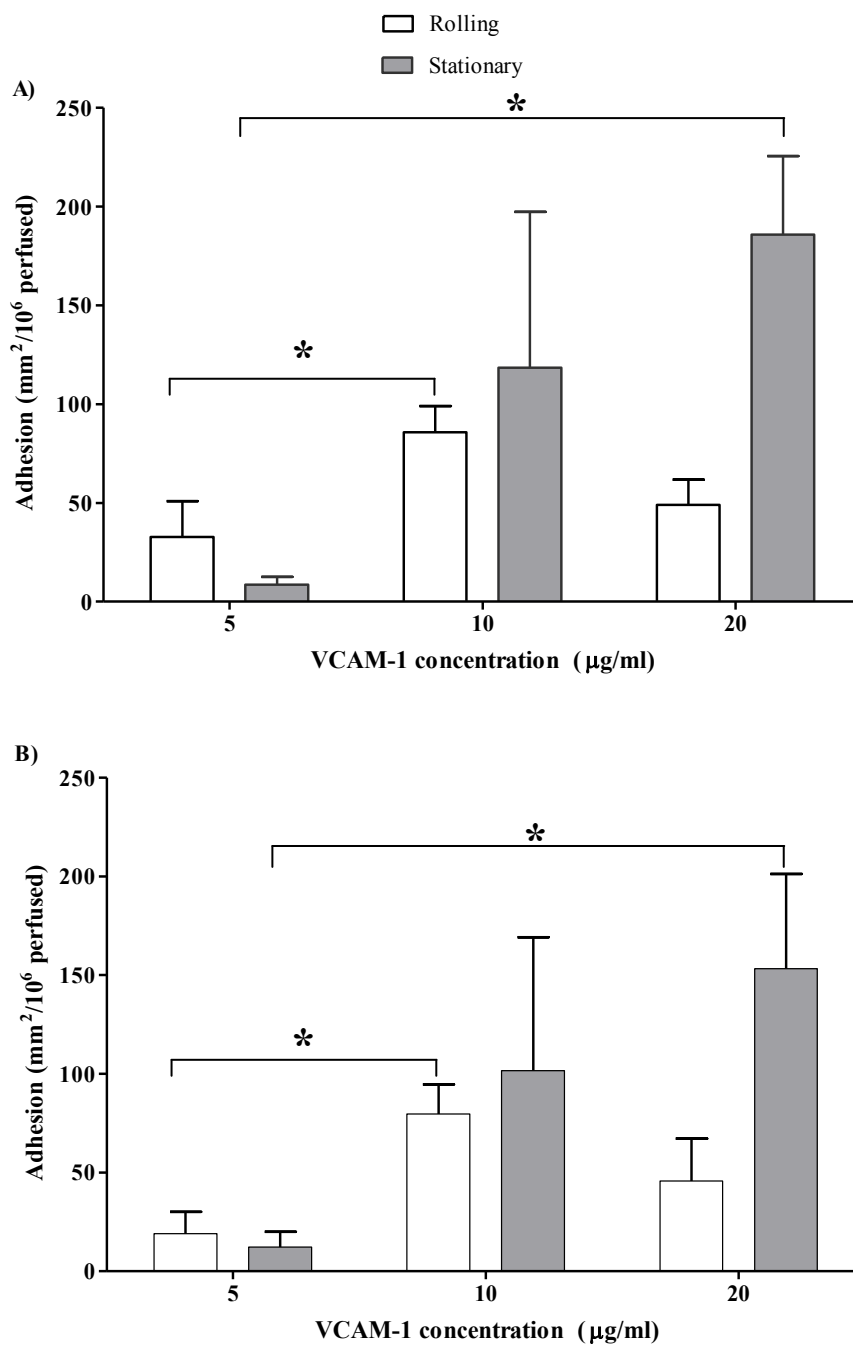 Rolling
Stationary
A)
250
200
150
100
50
0
Adhesion (mm²/10⁶ perfused)
*
*
5 10 20
VCAM-1 concentration (μg/ml)
B)
250
200
150
100
50
0
Adhesion (mm²/10⁶ perfused)
*
*
5 10 20
VCAM-1 concentration (μg/ml)